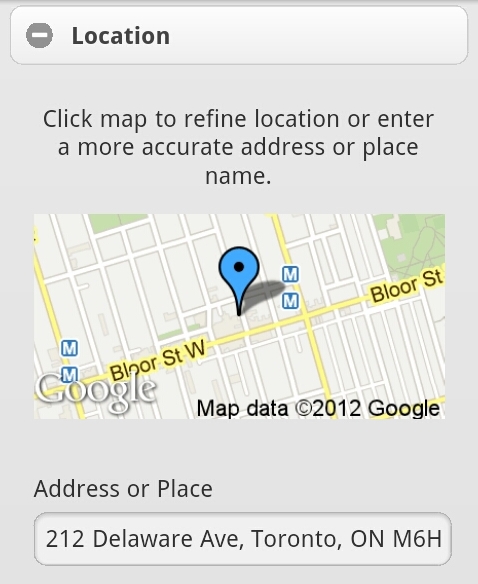 Location
Click map to refine location or enter
a more accurate address or place
name.
M
M
Bloor St
M
Bloor St W
M
Google
Map data ©2012 Google
Address or Place
212 Delaware Ave, Toronto, ON M6H